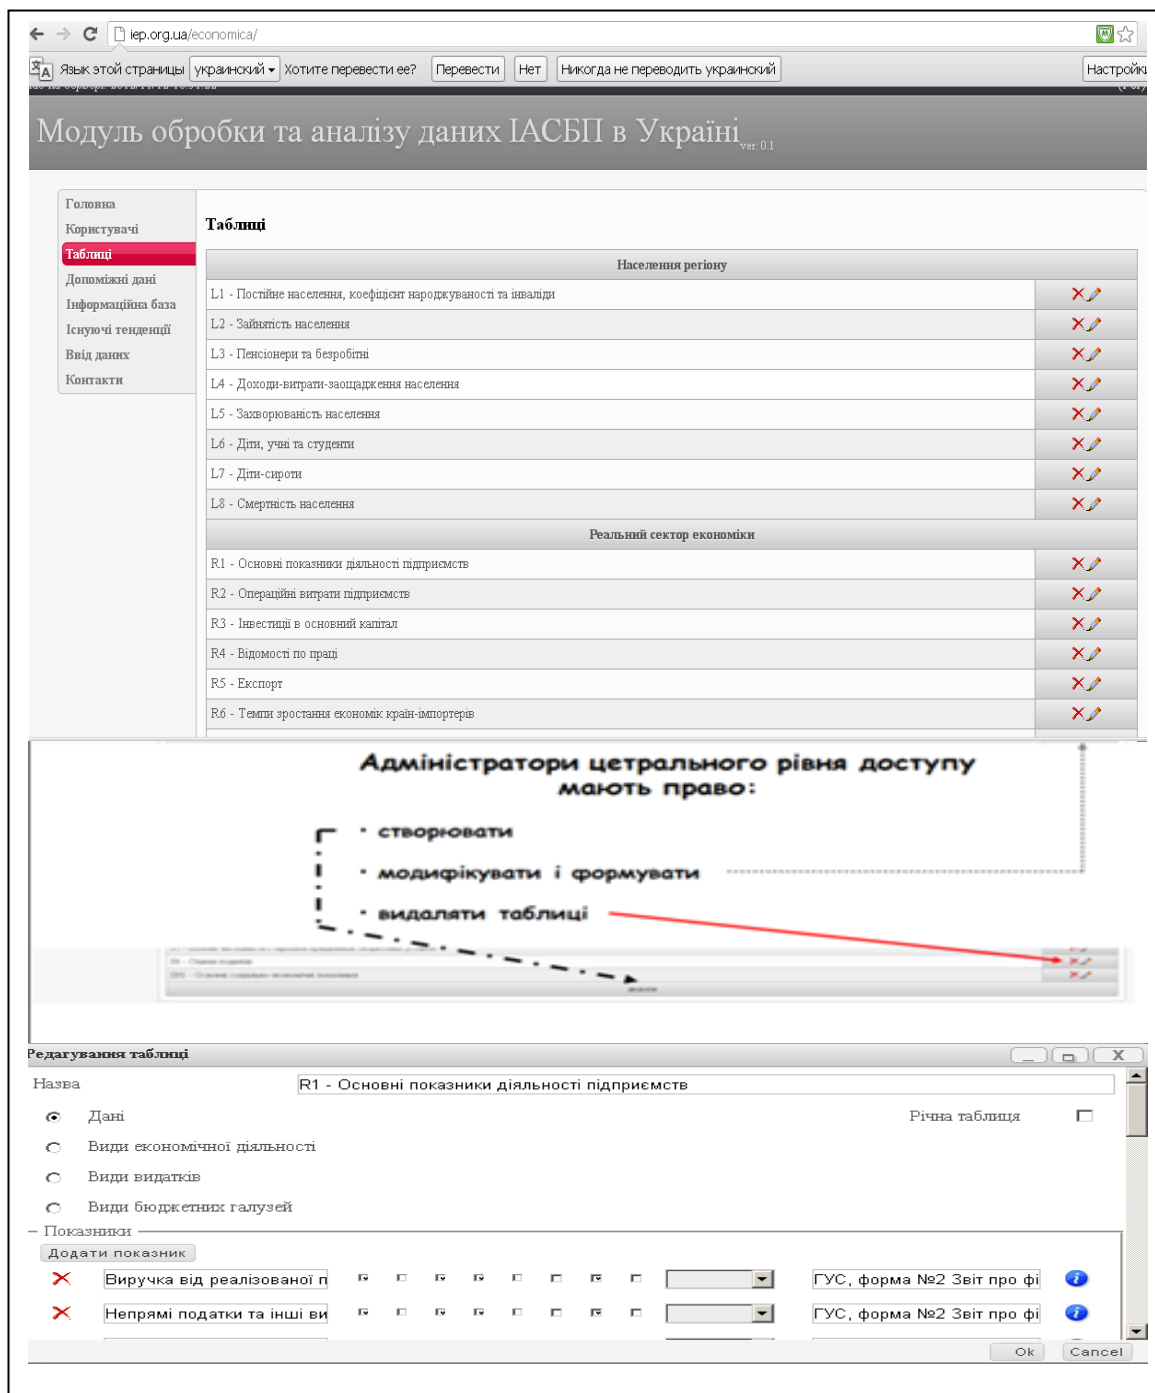 iep.org.ua/economica/
Язык этой страницы украинский Хотите перевести ее? Перевести Нет Никогда не переводить украинский Настройки
Модуль обробки та аналізу даних ІАСБП в Україні ver. 0.1
Головна
Користувачі
Таблиці
Допоміжні дані
Інформаційна база
Існуючі тенденції
Ввід даних
Контакти
Таблиці
Населення регіону
L1 - Постійне населення, коефіцієнт народжуваності та інваліди
L2 - Зайнятість населення
L3 - Пенсіонери та безробітні
L4 - Доходи-витрати-заощадження населення
L5 - Захворюваність населення
L6 - Діти, учні та студенти
L7 - Діти-сироти
L8 - Смертність населення
Реальний сектор економіки
R1 - Основні показники діяльності підприємств
R2 - Операційні витрати підприємств
R3 - Інвестиції в основний капітал
R4 - Відомості по праці
R5 - Експорт
R6 - Темпи зростання економік країн-імпортерів
Адміністратори цетрального рівня доступу
мають право:
· створювати
· модифікувати і формувати
· видаляти таблиці
Редагування таблиці
Назва R1 - Основні показники діяльності підприємств
Дані Річна таблиця
Види економічної діяльності
Види видатків
Види бюджетних галузей
Показники
Додати показник
Виручка від реалізованої п ГУС, форма №2 Звіт про фі
Непрямі податки та інші ви ГУС, форма №2 Звіт про фі
Ok Cancel